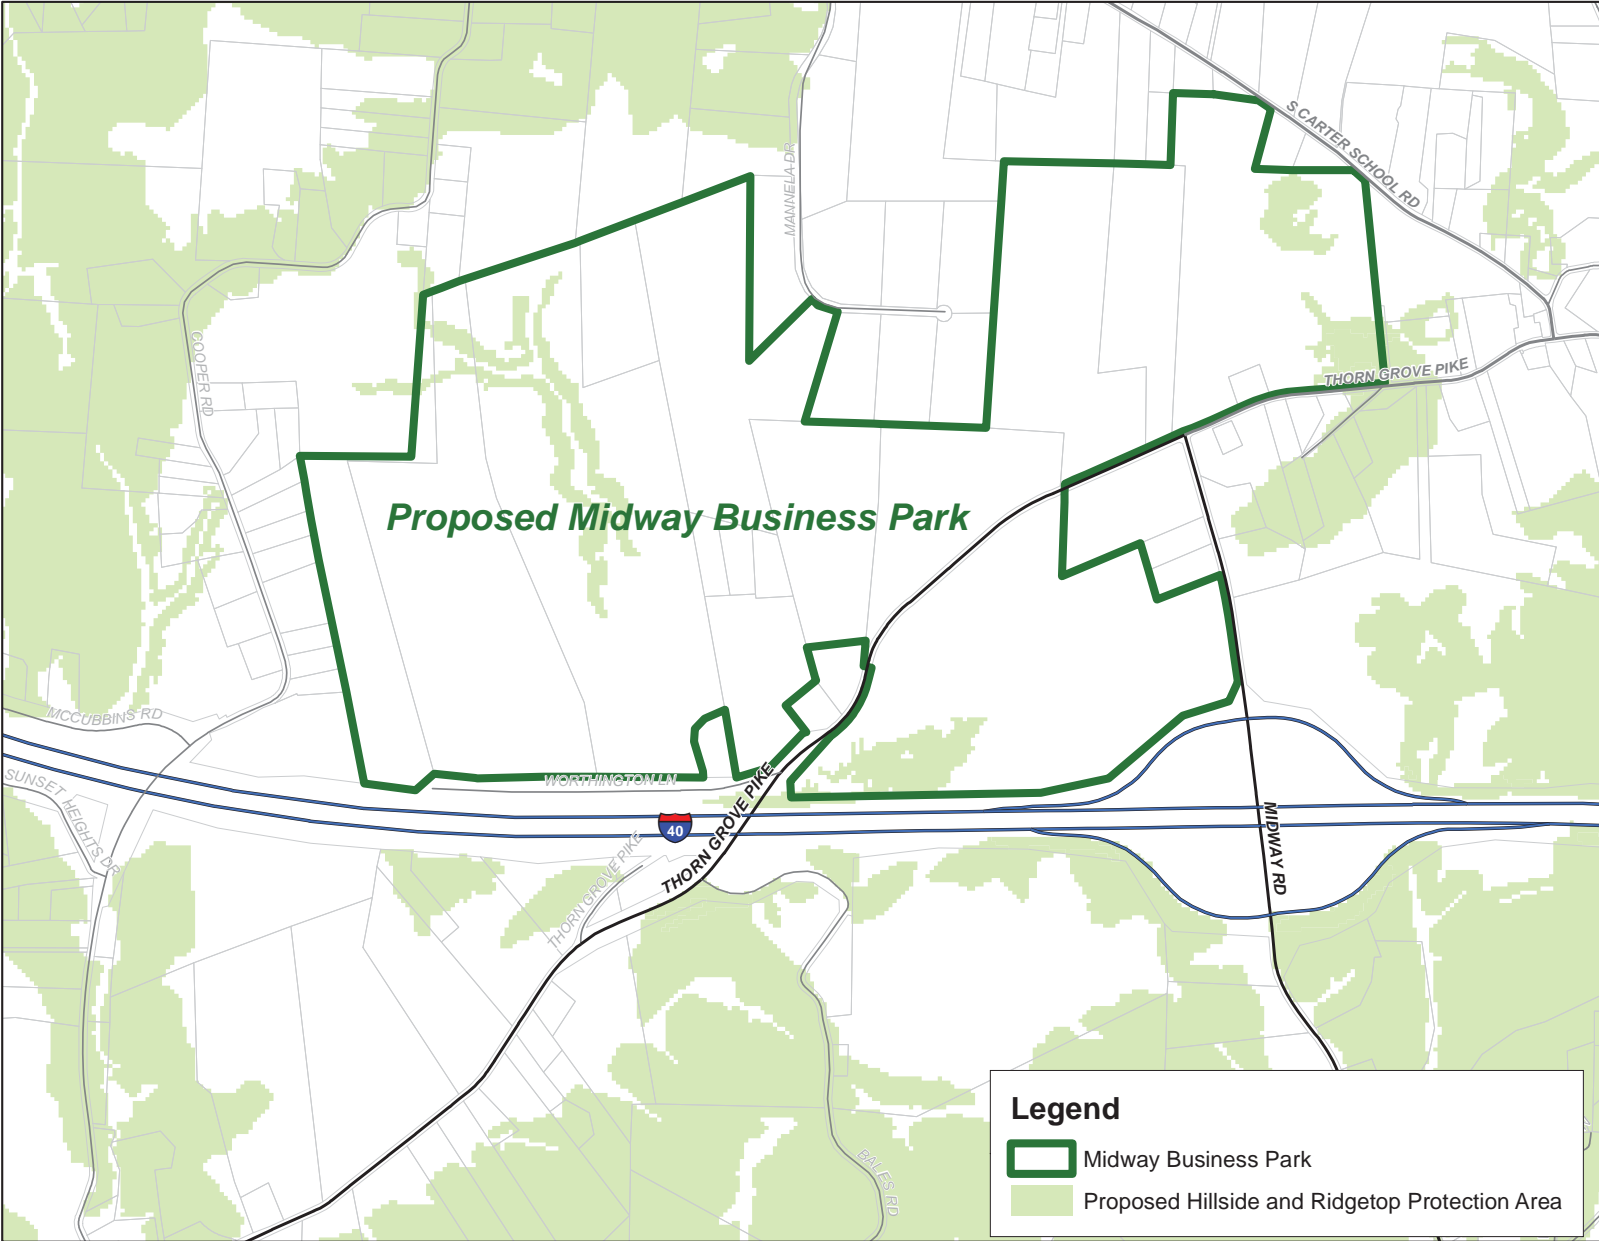 S CARTER SCHOOL RD
MANNELA DR
COOPER RD
THORN GROVE PIKE
Proposed Midway Business Park
MCCUBBINS RD
SUNSET HEIGHTS DR
WORTHINGTON LN
40
THORN GROVE PIKE
THORN GROVE PIKE
MIDWAY RD
BALES RD
Legend
Midway Business Park
Proposed Hillside and Ridgetop Protection Area